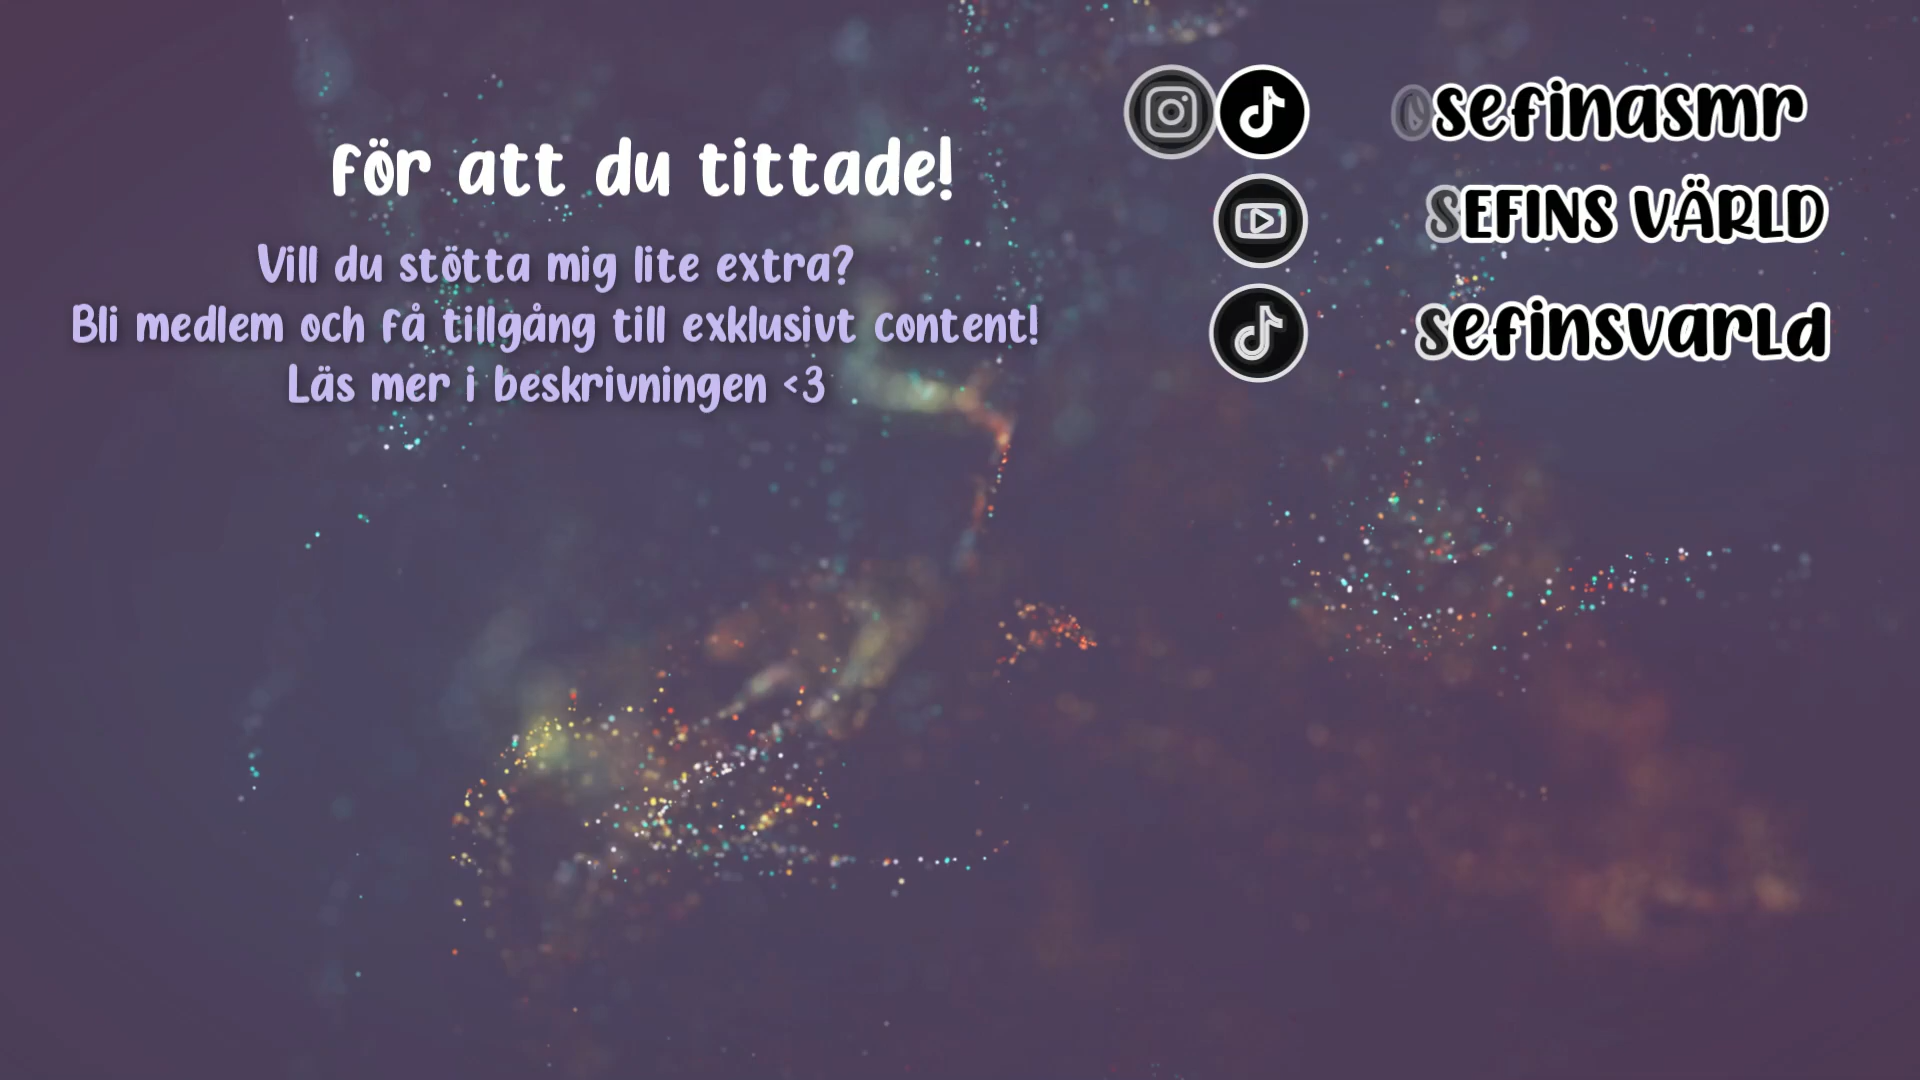 för att du tittade!
Vill du stötta mig lite extra?
Bli medlem och få tillgång till exklusivt content!
Läs mer i beskrivningen <3
osefinasmr
SEFINS VÄRLD
sefinsvarld